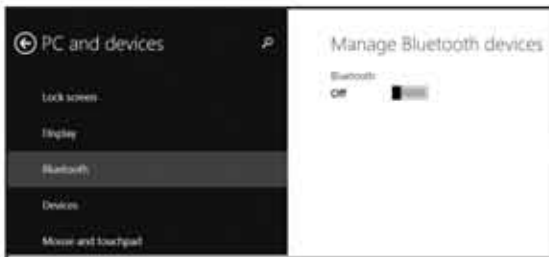 PC and devices
Lock screen
Display
Bluetooth
Devices
Mouse and touchpad
Manage Bluetooth devices
Bluetooth
Off